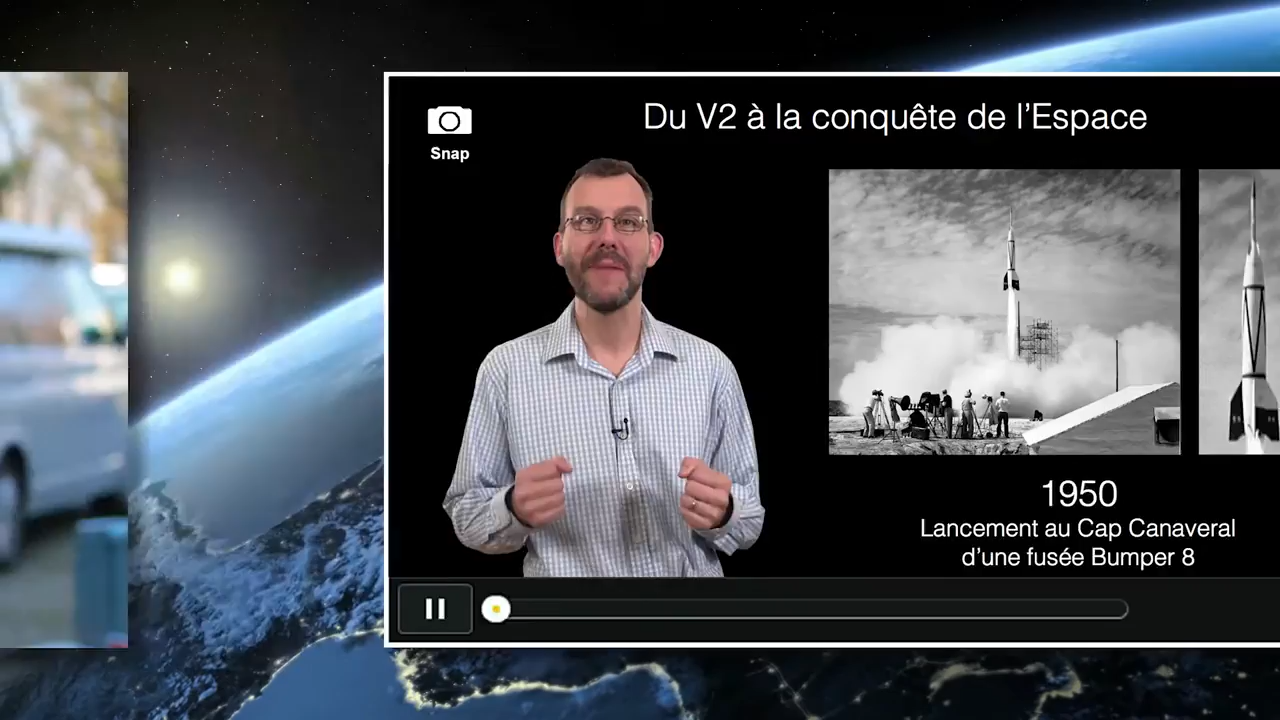 Snap
Du V2 à la conquête de l'Espace
1950
Lancement au Cap Canaveral
d'une fusée Bumper 8